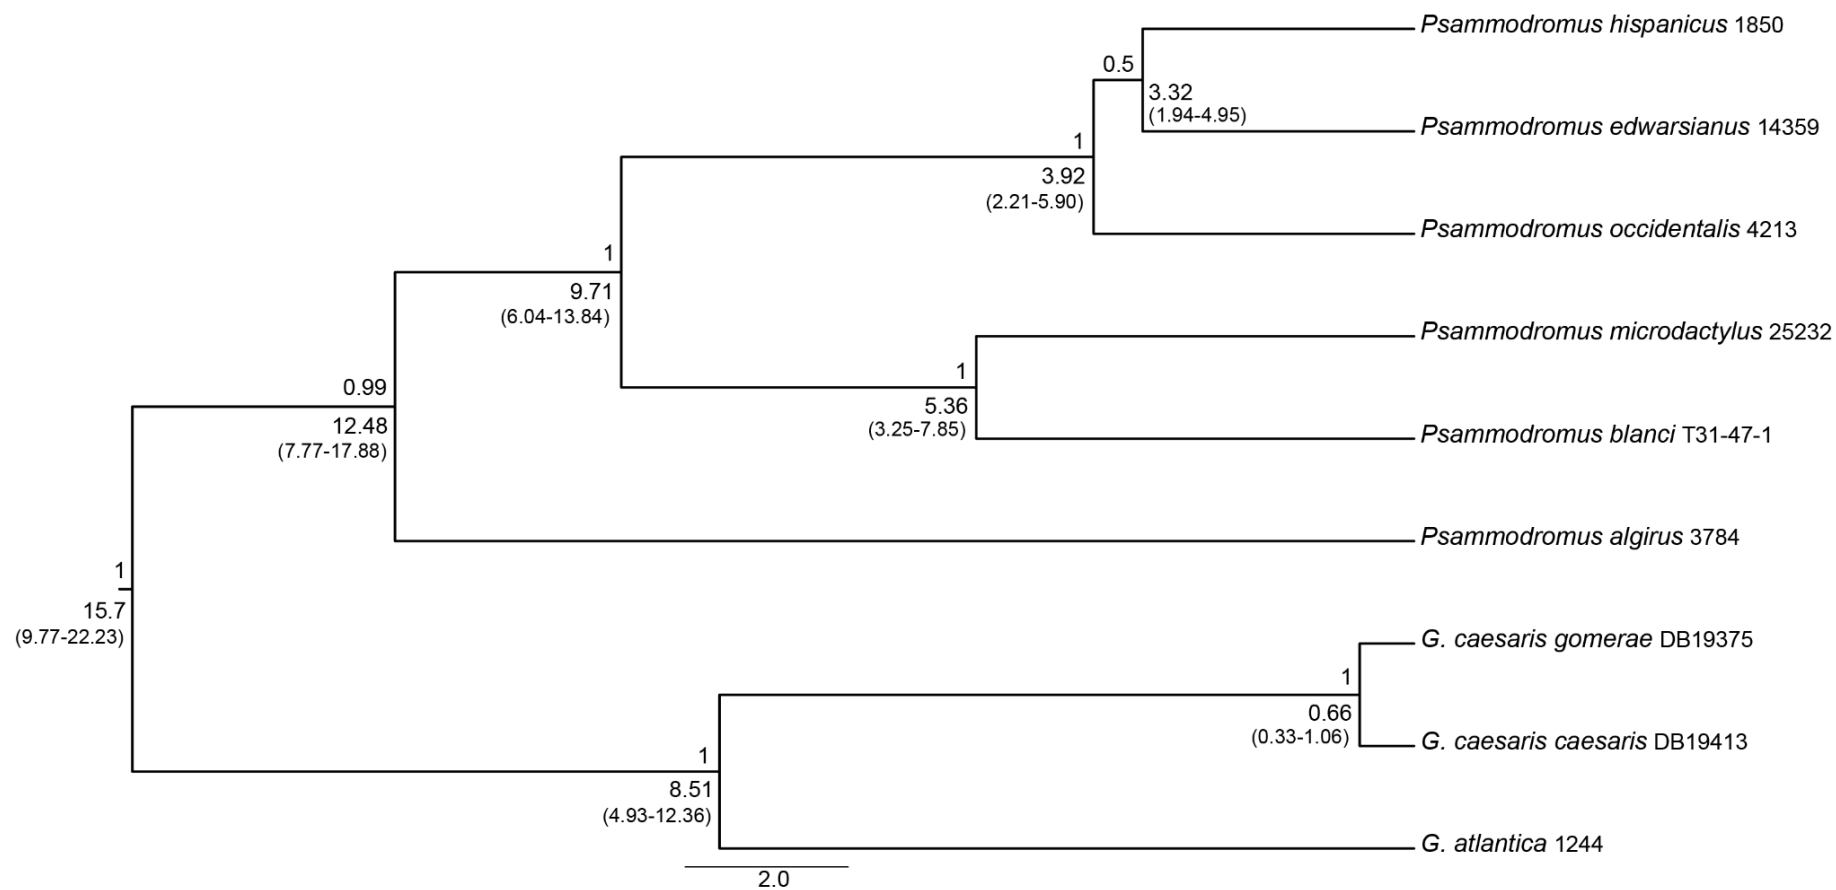 Psammodromus hispanicus 1850
0.5
3.32
(1.94-4.95)
Psammodromus edwarsianus 14359
1
3.92
(2.21-5.90)
Psammodromus occidentalis 4213
1
9.71
(6.04-13.84)
Psammodromus microdactylus 25232
1
5.36
(3.25-7.85)
Psammodromus blanci T31-47-1
0.99
12.48
(7.77-17.88)
Psammodromus algirus 3784
1
15.7
(9.77-22.23)
G. caesaris gomerae DB19375
1
0.66
(0.33-1.06)
G. caesaris caesaris DB19413
1
8.51
(4.93-12.36)
G. atlantica 1244
2.0